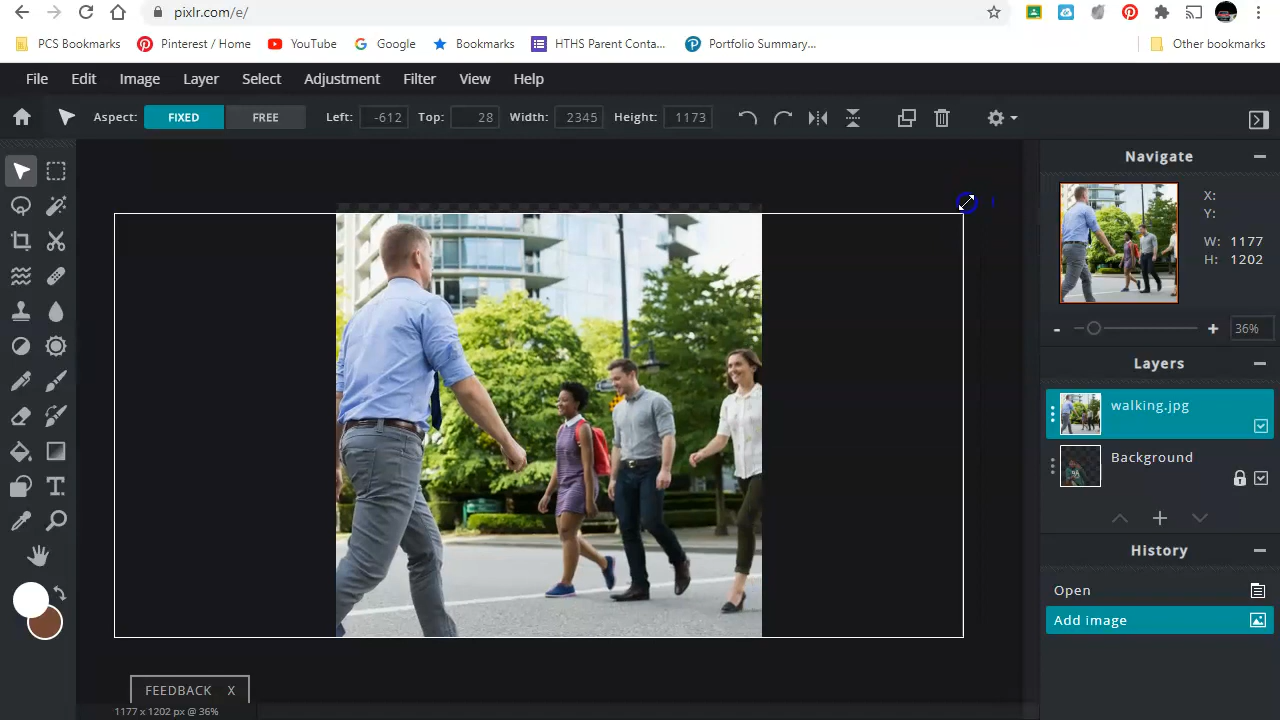 pixlr.com/e/
PCS Bookmarks
Pinterest / Home
YouTube
Google
Bookmarks
HTHS Parent Conta...
Portfolio Summary...
Other bookmarks
File Edit Image Layer Select Adjustment Filter View Help
Aspect: FIXED FREE Left: -612 Top: 28 Width: 2345 Height: 1173
Navigate
X:
Y:
W: 1177
H: 1202
- + 36%
Layers
walking.jpg
Background
History
Open
Add image
FEEDBACK X
1177 x 1202 px @ 36%